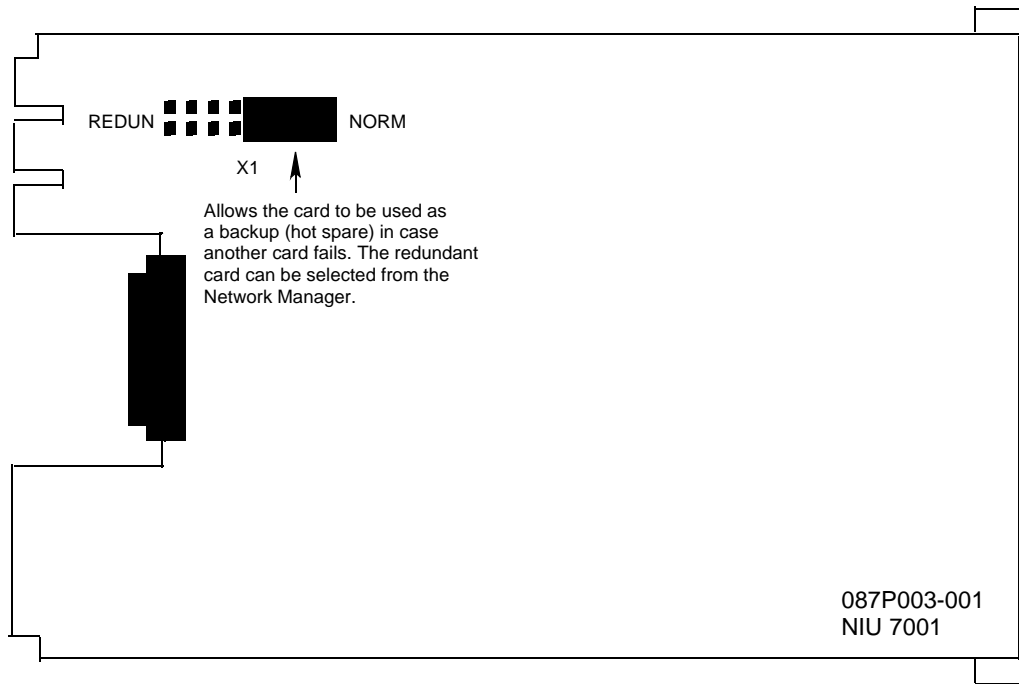 REDUN NORM
X1
Allows the card to be used as
a backup (hot spare) in case
another card fails. The redundant
card can be selected from the
Network Manager.
087P003-001
NIU 7001